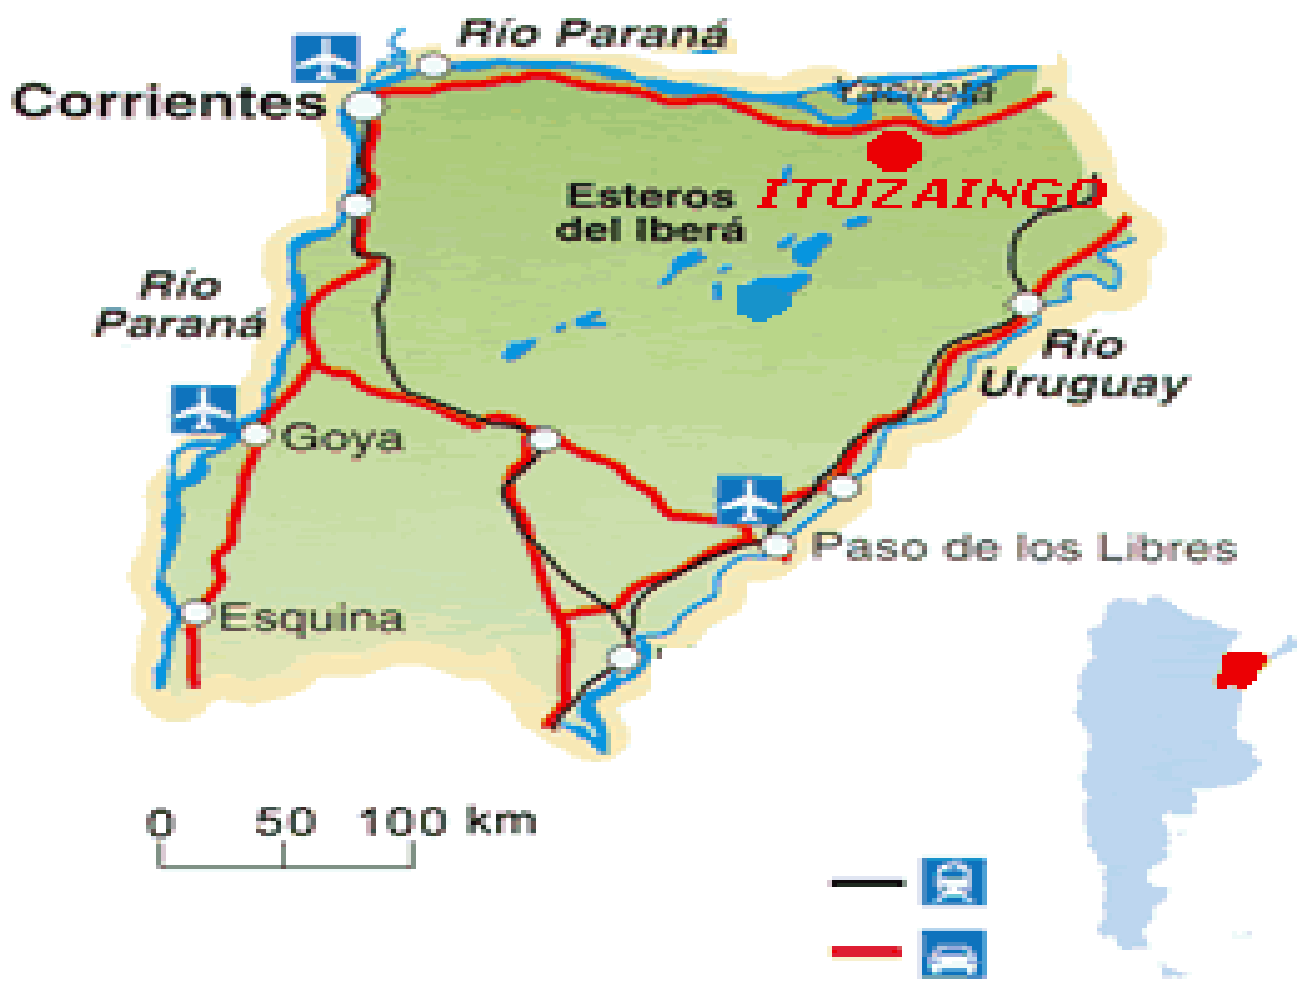 Río Paraná
Corrientes
Yacireta
ITUZAINGO
Esteros
del Iberá
Río
Paraná
Río
Uruguay
Goya
Paso de los Libres
Esquina
0 50 100 km